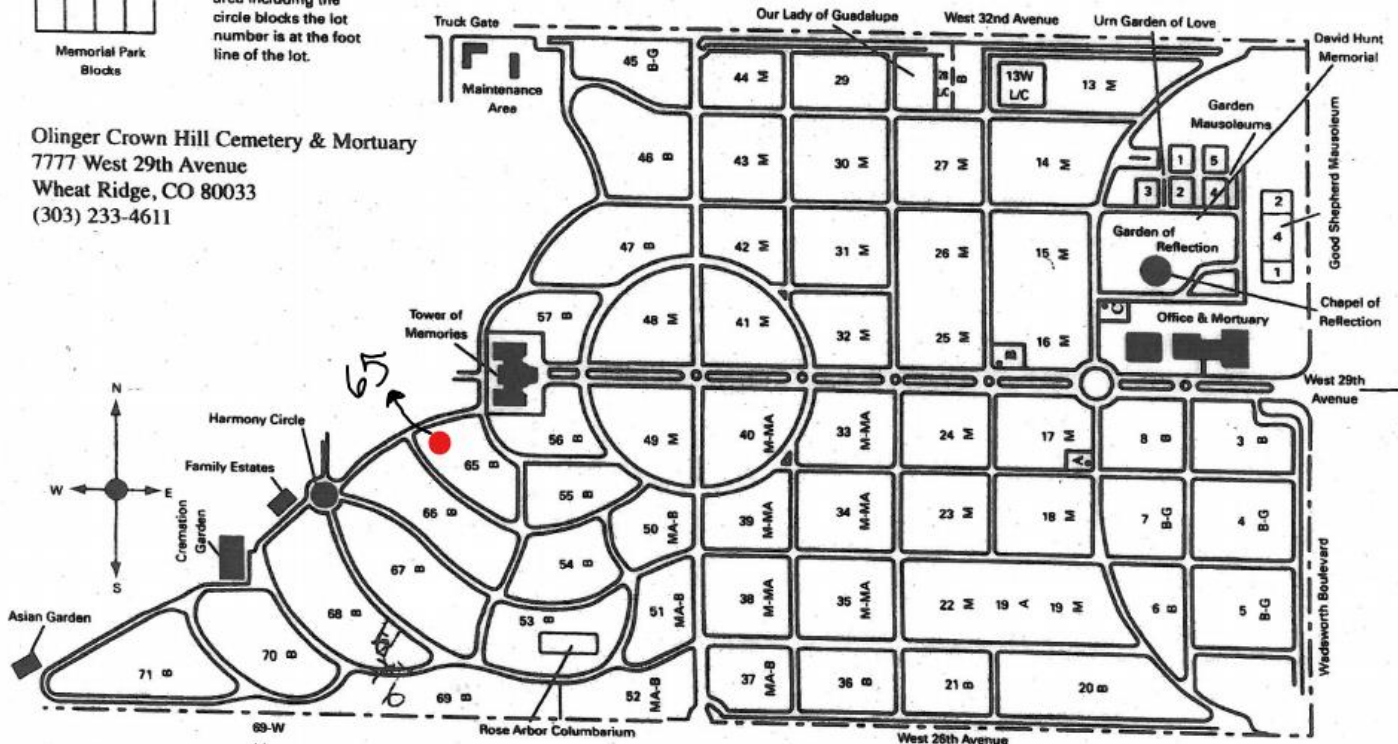 area including the
circle blocks the lot
number is at the foot
line of the lot.
Memorial Park
Blocks
Olinger Crown Hill Cemetery & Mortuary
7777 West 29th Avenue
Wheat Ridge, CO 80033
(303) 233-4611
Truck Gate
Our Lady of Guadalupe
West 32nd Avenue
Urn Garden of Love
David Hunt
Memorial
Maintenance
Area
45 B-G
44 M
29
28 L/C
B
13W
L/C
13 M
Garden
Mausoleums
Good Shepherd Mausoleum
46 B
43 M
30 M
27 M
14 M
1
5
3
2
4
2
4
1
47 B
42 M
31 M
26 M
15 M
Garden of
Reflection
Chapel of
Reflection
Tower of
Memories
57 B
48 M
41 M
32 M
25 M
16 M
B
C
Office & Mortuary
West 29th
Avenue
N
W
E
S
65
Harmony Circle
Family Estates
Cremation
Garden
Asian Garden
65 B
56 B
49 M
40 M-MA
33 M-MA
24 M
17 M
A
8 B
3 B
66 B
55 B
50 MA-B
39 M-MA
34 M-MA
23 M
18 M
7 B-G
4 B-G
67 B
54 B
68 B
53 B
51 MA-B
38 M-MA
35 M-MA
22 M
19 A
19 M
6 B
5 B-G
Wadsworth Boulevard
71 B
70 B
69 B
52 MA-B
37 MA-B
36 B
21 B
20 B
69-W
Rose Arbor Columbarium
West 26th Avenue